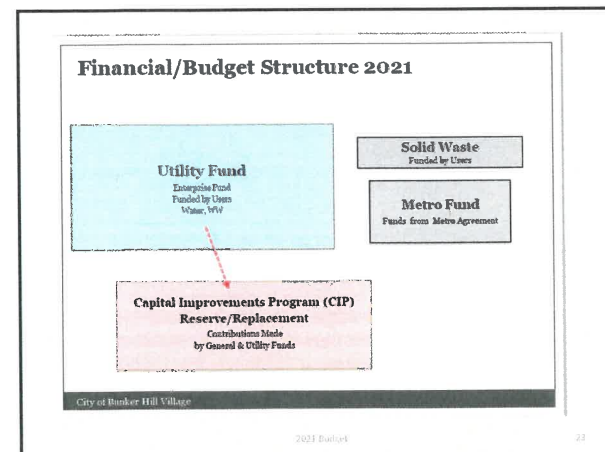 Financial/Budget Structure 2021
Utility Fund
Enterprise Fund
Funded by Users
Water, WW
Solid Waste
Funded by Users
Metro Fund
Funds from Metro Agreement
Capital Improvements Program (CIP)
Reserve/Replacement
Contributions Made
by General & Utility Funds
City of Bunker Hill Village
2021 Budget